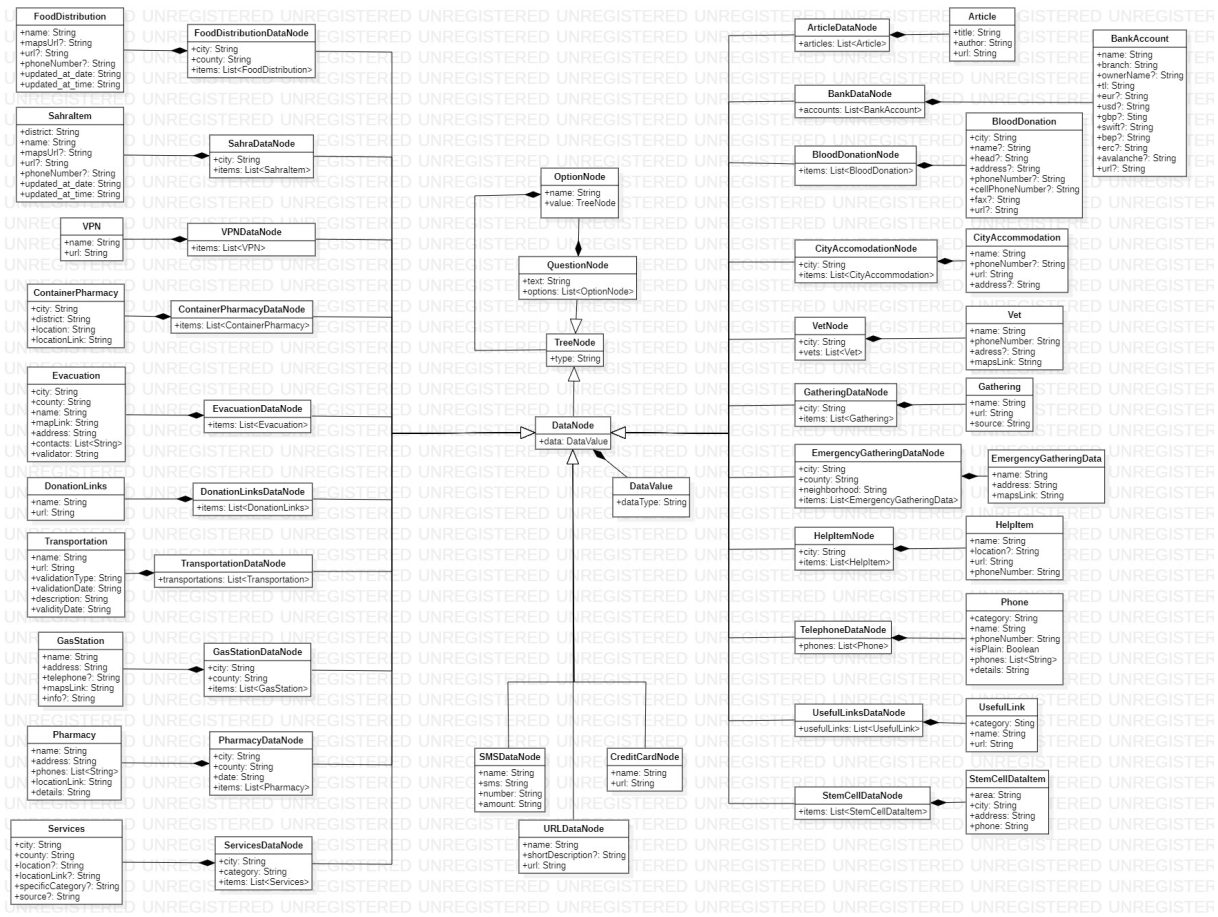 FoodDistribution
+name: String
+mapsUrl?: String
+url?: String
+phoneNumber?: String
+updated_at_date: String
+updated_at_time: String
FoodDistributionDataNode
+city: String
+county: String
+items: List<FoodDistribution>
SahraItem
+district: String
+name: String
+mapsUrl?: String
+url?: String
+phoneNumber?: String
+updated_at_date: String
+updated_at_time: String
SahraDataNode
+city: String
+items: List<SahraItem>
VPN
+name: String
+url: String
VPNDataNode
+items: List<VPN>
ContainerPharmacy
+city: String
+district: String
+location: String
+locationLink: String
ContainerPharmacyDataNode
+items: List<ContainerPharmacy>
Evacuation
+city: String
+county: String
+name: String
+mapLink: String
+address: String
+contacts: List<String>
+validator: String
EvacuationDataNode
+items: List<Evacuation>
DonationLinks
+name: String
+url: String
DonationLinksDataNode
+items: List<DonationLinks>
Transportation
+name: String
+url: String
+validationType: String
+validationDate: String
+description: String
+validityDate: String
TransportationDataNode
+transportations: List<Transportation>
GasStation
+name: String
+address: String
+telephone?: String
+mapsLink: String
+info?: String
GasStationDataNode
+city: String
+county: String
+items: List<GasStation>
Pharmacy
+name: String
+address: String
+phones: List<String>
+locationLink: String
+details: String
PharmacyDataNode
+city: String
+county: String
+date: String
+items: List<Pharmacy>
Services
+city: String
+county: String
+location?: String
+locationLink?: String
+specificCategory?: String
+source?: String
ServicesDataNode
+city: String
+category: String
+items: List<Services>
OptionNode
+name: String
+value: TreeNode
QuestionNode
+text: String
+options: List<OptionNode>
TreeNode
+type: String
DataNode
+data: DataValue
DataValue
+dataType: String
SMSDataNode
+name: String
+sms: String
+number: String
+amount: String
CreditCardNode
+name: String
+url: String
URLDataNode
+name: String
+shortDescription?: String
+url: String
ArticleDataNode
+articles: List<Article>
Article
+title: String
+author: String
+url: String
BankDataNode
+accounts: List<BankAccount>
BankAccount
+name: String
+branch: String
+ownerName?: String
+tl: String
+eur?: String
+usd?: String
+gbp?: String
+swift?: String
+bep?: String
+erc?: String
+avalanche?: String
+url?: String
BloodDonationNode
+items: List<BloodDonation>
BloodDonation
+city: String
+name?: String
+head?: String
+address?: String
+phoneNumber?: String
+cellPhoneNumber?: String
+fax?: String
+url?: String
CityAccomodationNode
+city: String
+items: List<CityAccommodation>
CityAccommodation
+name: String
+phoneNumber?: String
+url: String
+address?: String
VetNode
+city: String
+vets: List<Vet>
Vet
+name: String
+phoneNumber: String
+adress?: String
+mapsLink: String
GatheringDataNode
+city: String
+items: List<Gathering>
Gathering
+name: String
+url: String
+source: String
EmergencyGatheringDataNode
+city: String
+county: String
+neighborhood: String
+items: List<EmergencyGatheringData>
EmergencyGatheringData
+name: String
+address: String
+mapsLink: String
HelpItemNode
+city: String
+items: List<HelpItem>
HelpItem
+name: String
+location?: String
+url: String
+phoneNumber: String
TelephoneDataNode
+phones: List<Phone>
Phone
+category: String
+name: String
+phoneNumber: String
+isPlain: Boolean
+phones: List<String>
+details: String
UsefulLinksDataNode
+usefulLinks: List<UsefulLink>
UsefulLink
+category: Sting
+name: String
+url: String
StemCellDataNode
+items: List<StemCellDataItem>
StemCellDataItem
+area: String
+city: String
+address: String
+phone: String
UNREGISTERED